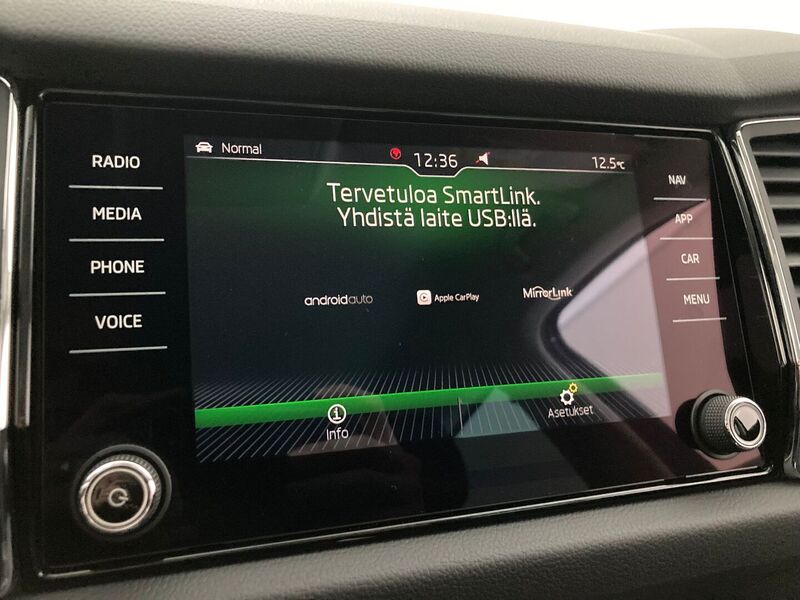 RADIO
MEDIA
PHONE
VOICE
Normal
12:36
12.5°C
Tervetuloa SmartLink.
Yhdistä laite USB:llä.
androidauto
Apple CarPlay
MirrorLink
Info
Asetukset
NAV
APP
CAR
MENU